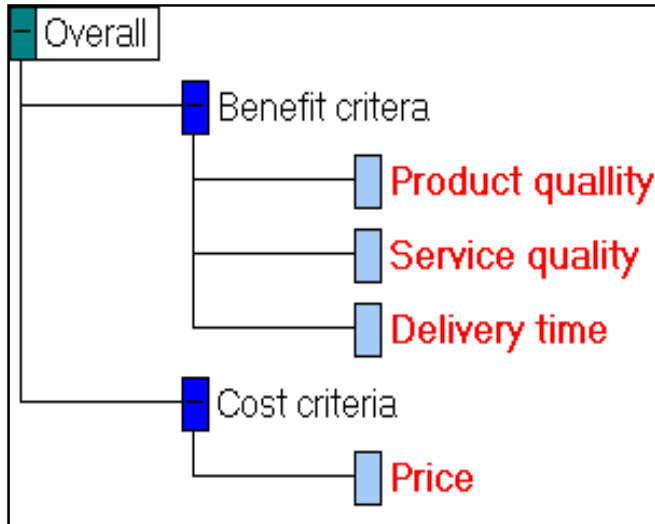 Overall
Benefit critera
Product quallity
Service quality
Delivery time
Cost criteria
Price